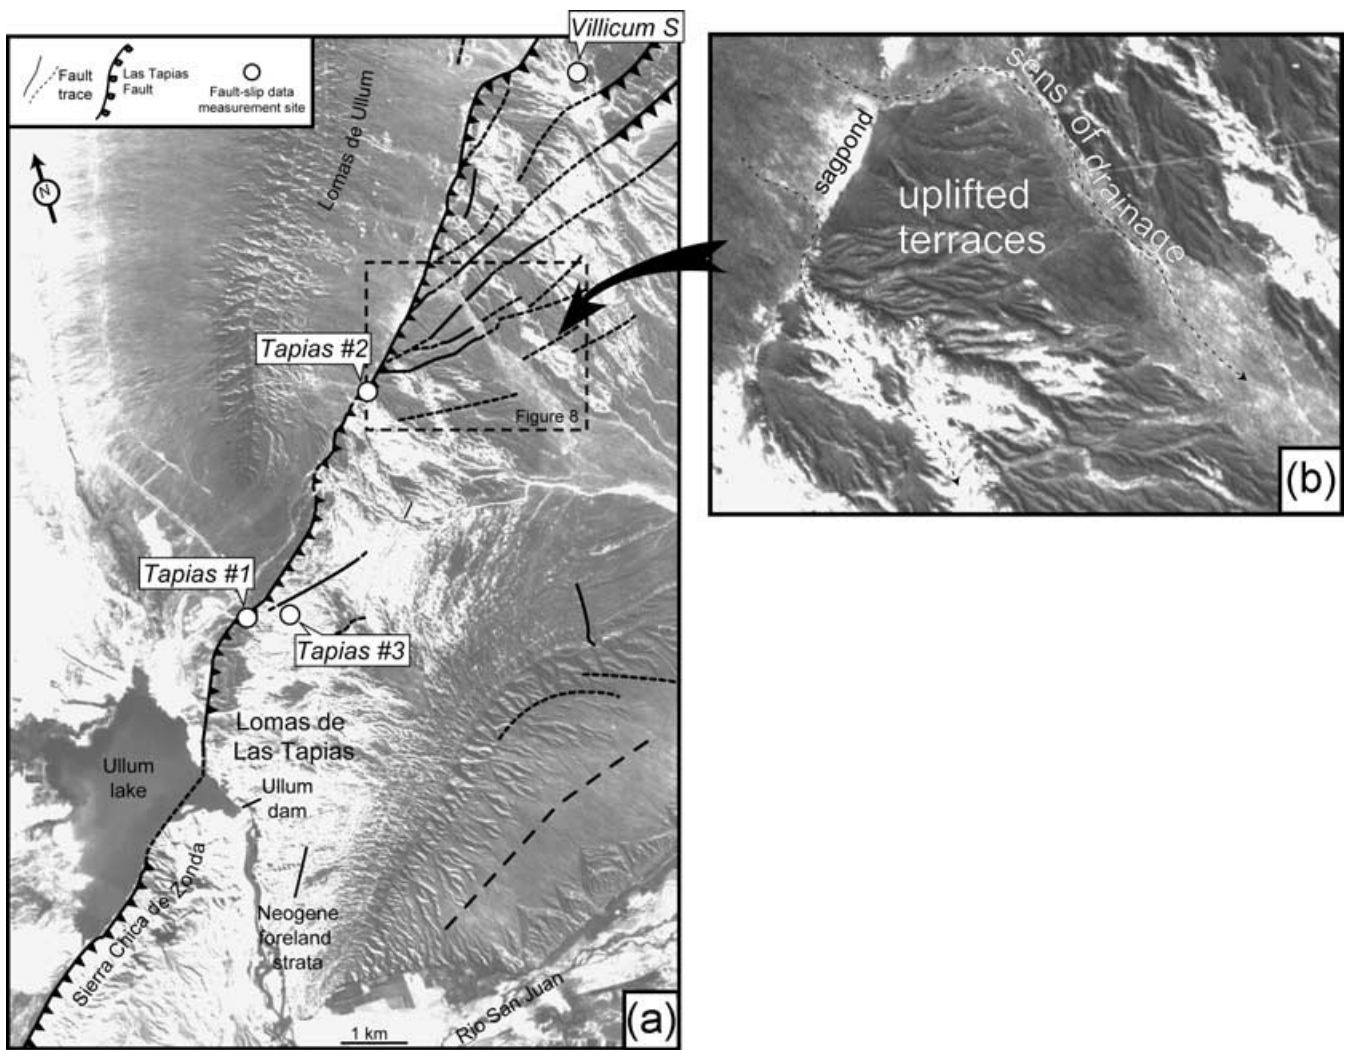 Villicum S
Fault
trace
Las Tapias
Fault
Fault-slip data
measurement site
N
Lomas de Ullum
Tapias #2
Figure 8
Tapias #1
Tapias #3
Lomas de
Las Tapias
Ullum
lake
Ullum
dam
Sierra Chica de Zonda
Neogene
foreland
strata
Rio San Juan
1 km
(a)
sens of drainage
sagpond
uplifted
terraces
(b)